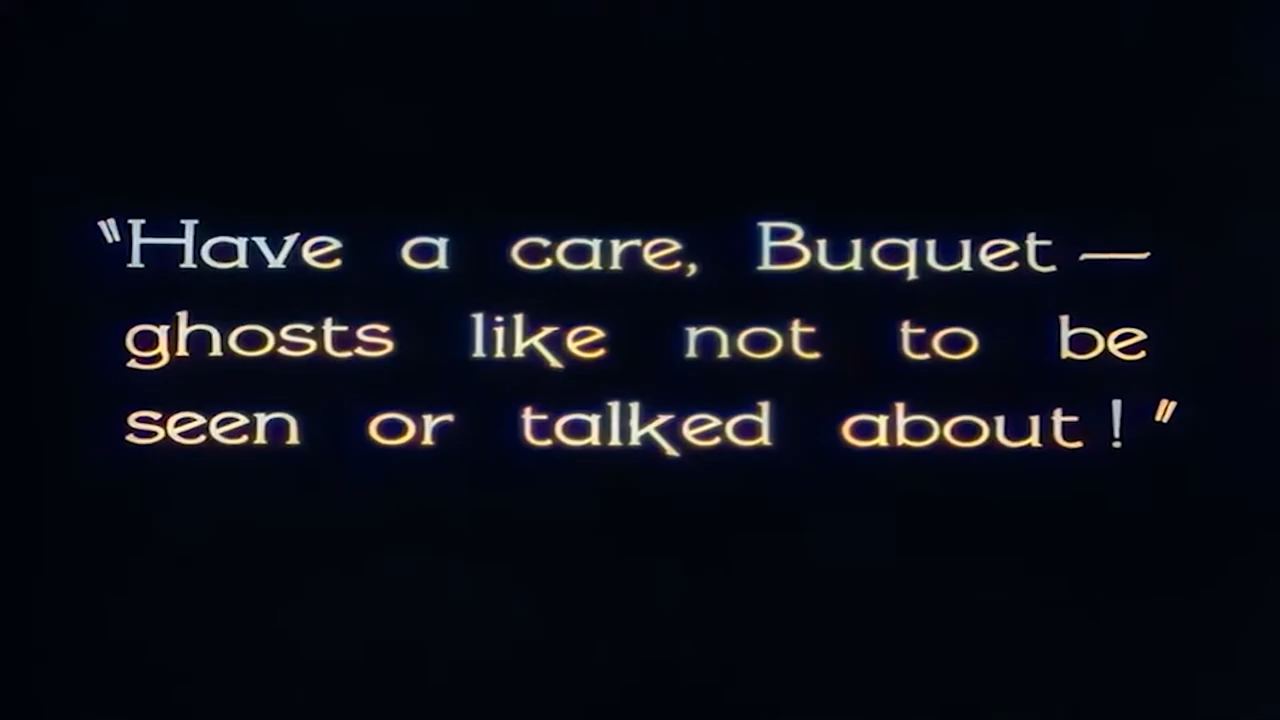 "Have a care, Buquet —
ghosts like not to be
seen or talked about!"